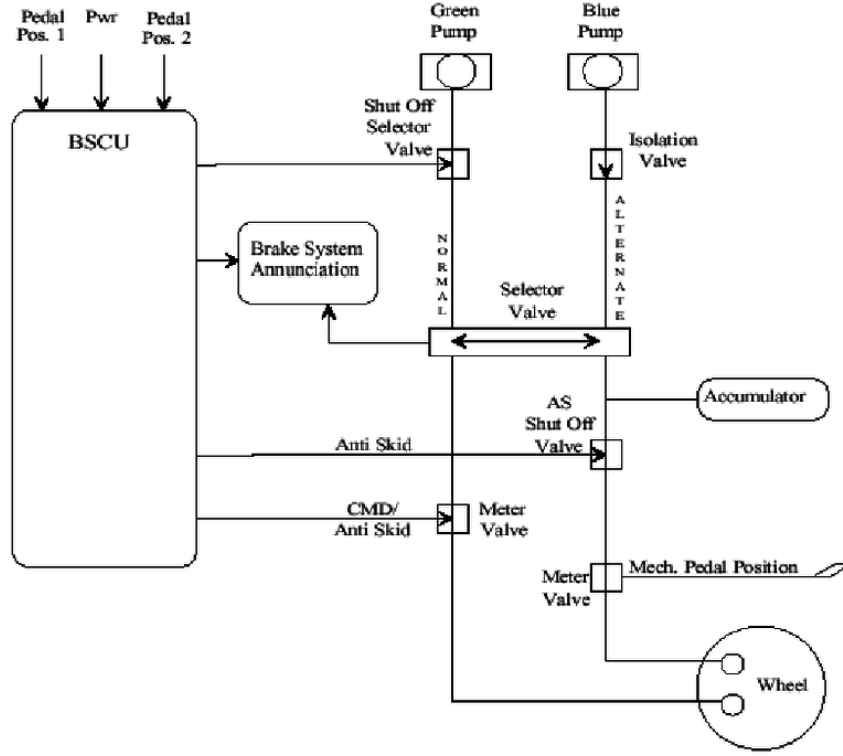 Pedal
Pos. 1
Pwr
Pedal
Pos. 2
Green
Pump
Blue
Pump
BSCU
Shut Off
Selector
Valve
Isolation
Valve
Brake System
Annunciation
NORMAL
ALTERNATE
Selector
Valve
Accumulator
AS
Shut Off
Valve
Anti Skid
CMD/
Anti Skid
Meter
Valve
Mech. Pedal Position
Meter
Valve
Wheel